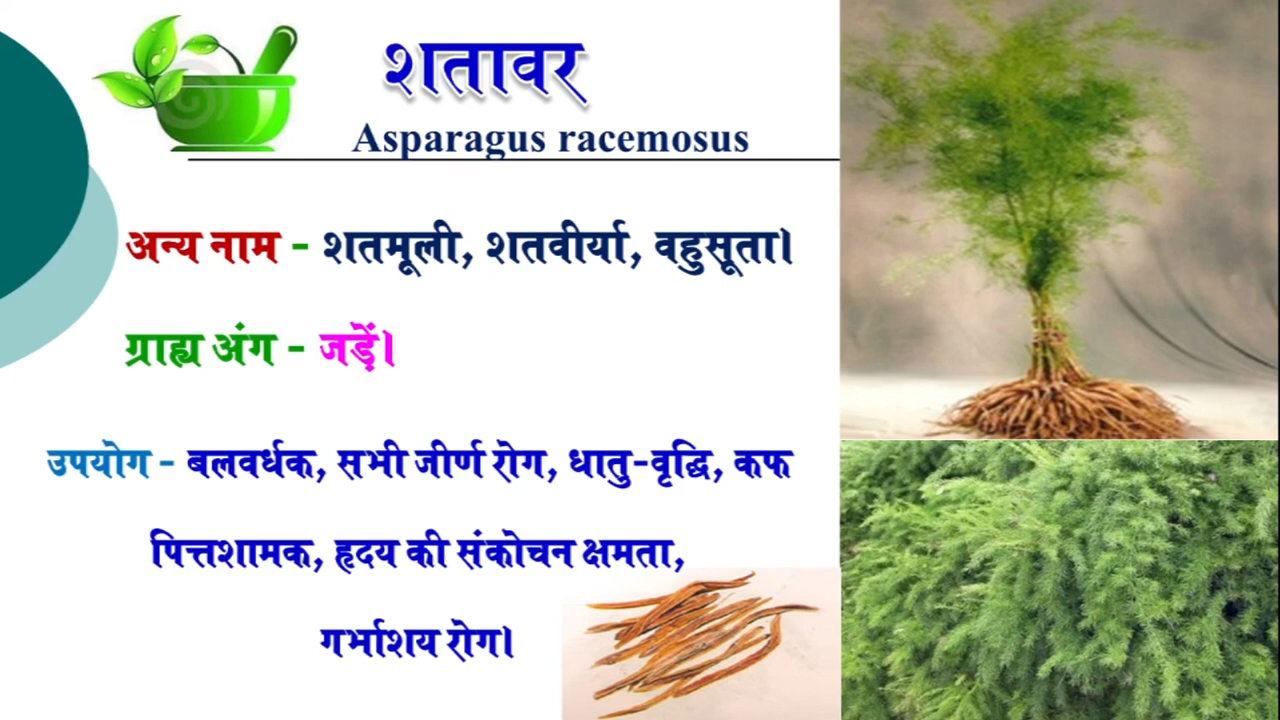 शतावर
Asparagus racemosus
अन्य नाम - शतमूली, शतवीर्या, वहुसूता।
ग्राह्य अंग - जड़ें।
उपयोग - बलवर्धक, सभी जीर्ण रोग, धातु-वृद्धि, कफ
पित्तशामक, हृदय की संकोचन क्षमता,
गर्भाशय रोग।